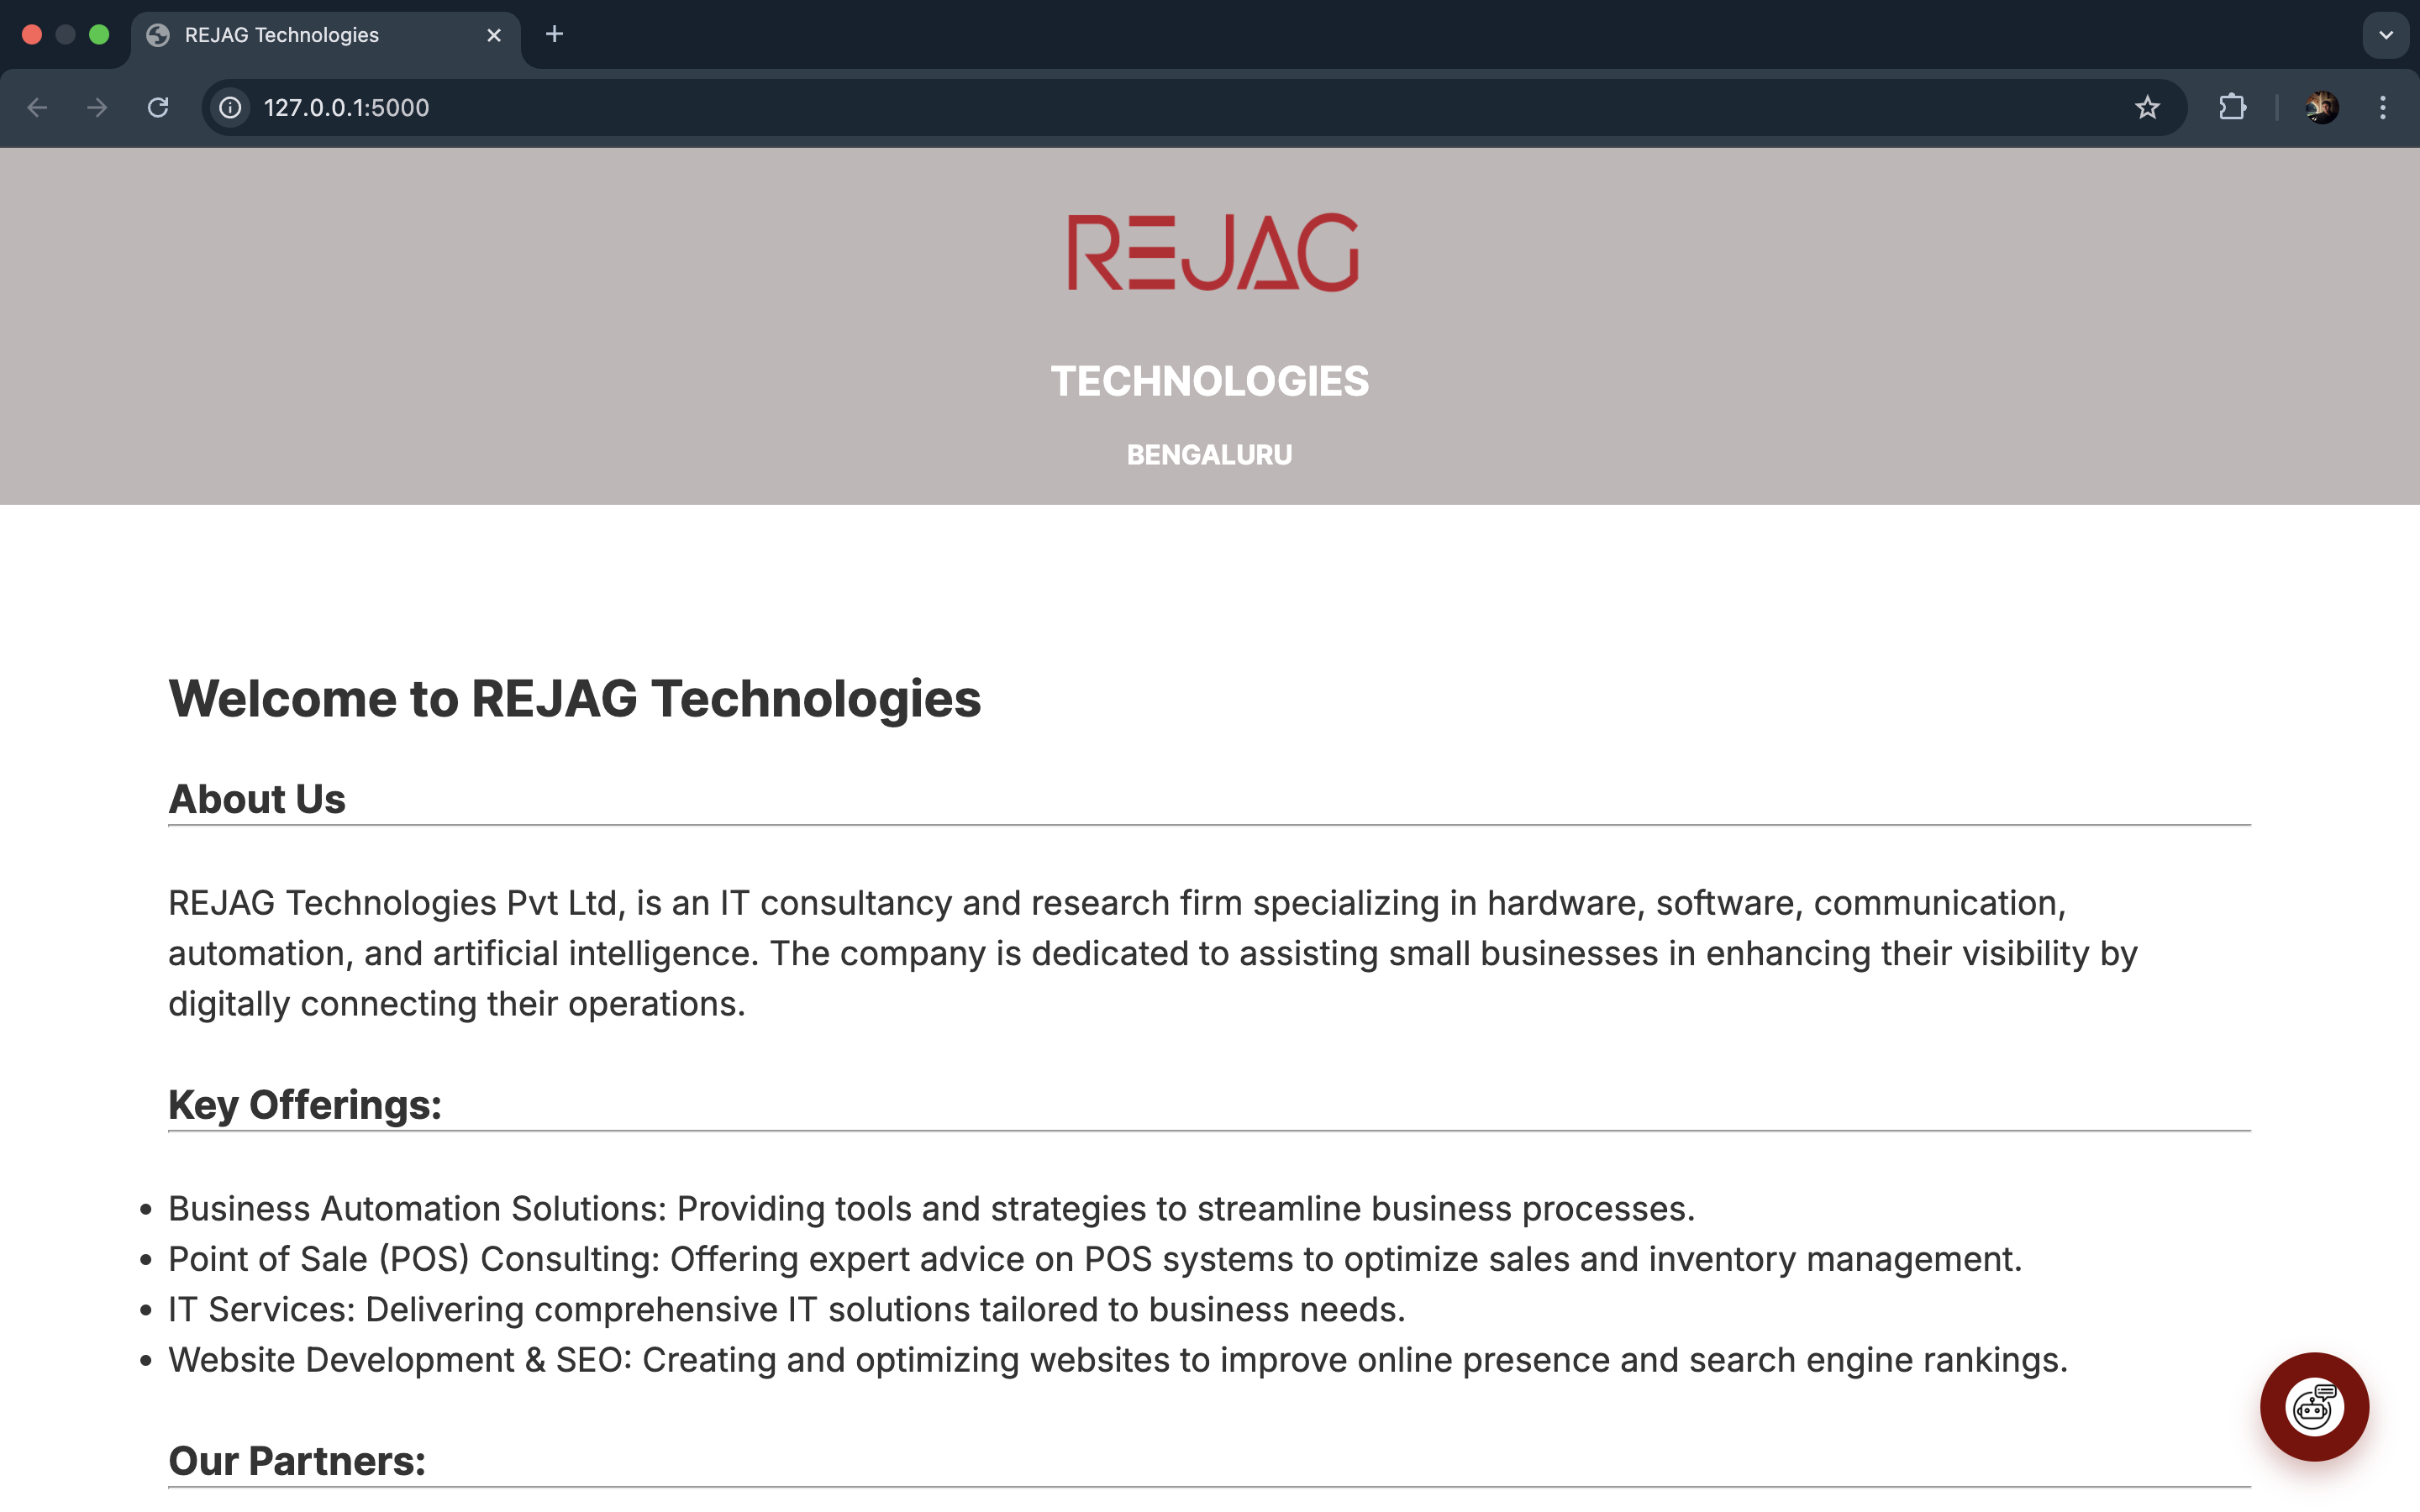 REJAG Technologies
127.0.0.1:5000
REJAG
TECHNOLOGIES
BENGALURU
Welcome to REJAG Technologies
About Us
REJAG Technologies Pvt Ltd, is an IT consultancy and research firm specializing in hardware, software, communication,
automation, and artificial intelligence. The company is dedicated to assisting small businesses in enhancing their visibility by
digitally connecting their operations.
Key Offerings:
• Business Automation Solutions: Providing tools and strategies to streamline business processes.
• Point of Sale (POS) Consulting: Offering expert advice on POS systems to optimize sales and inventory management.
• IT Services: Delivering comprehensive IT solutions tailored to business needs.
• Website Development & SEO: Creating and optimizing websites to improve online presence and search engine rankings.
Our Partners: